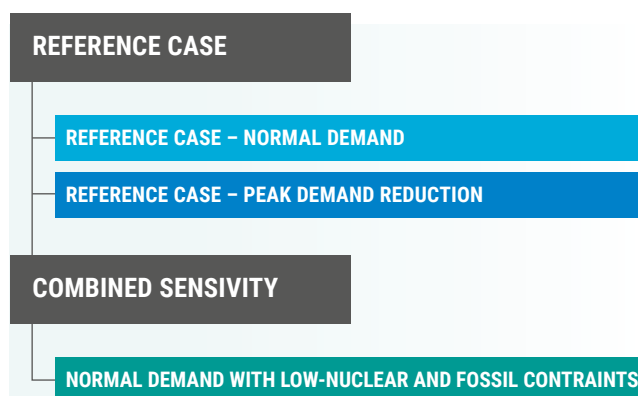 REFERENCE CASE
REFERENCE CASE – NORMAL DEMAND
REFERENCE CASE – PEAK DEMAND REDUCTION
COMBINED SENSIVITY
NORMAL DEMAND WITH LOW-NUCLEAR AND FOSSIL CONTRAINTS